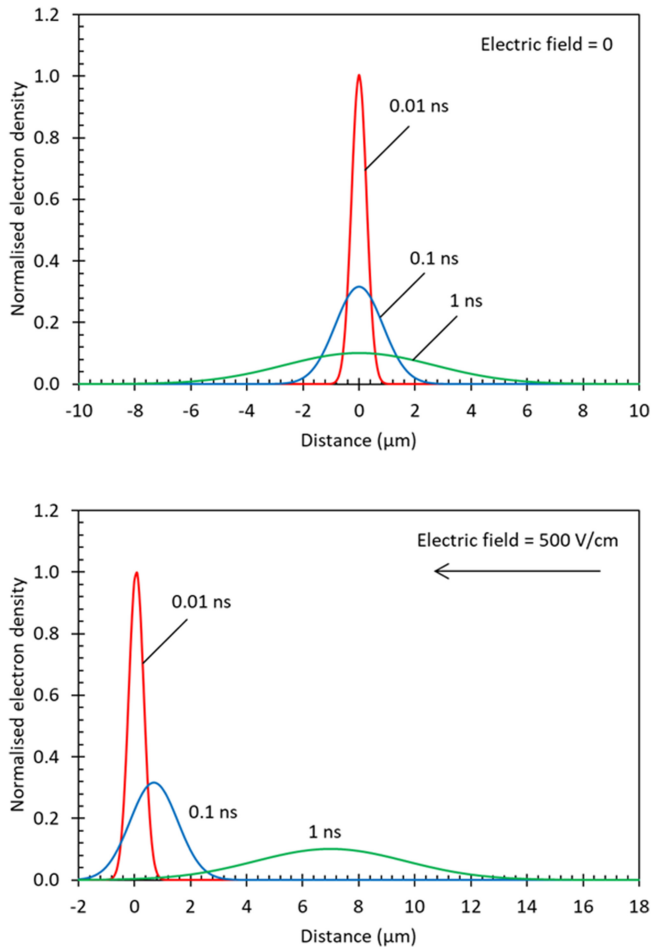 1.2
Electric field = 0
1.0
0.01 ns
0.8
0.6
0.4
0.1 ns
1 ns
0.2
0.0
Normalised electron density
-10 -8 -6 -4 -2 0 2 4 6 8 10
Distance (µm)
1.2
Electric field = 500 V/cm
1.0
0.01 ns
0.8
0.6
0.4
0.1 ns
1 ns
0.2
0.0
Normalised electron density
-2 0 2 4 6 8 10 12 14 16 18
Distance (µm)